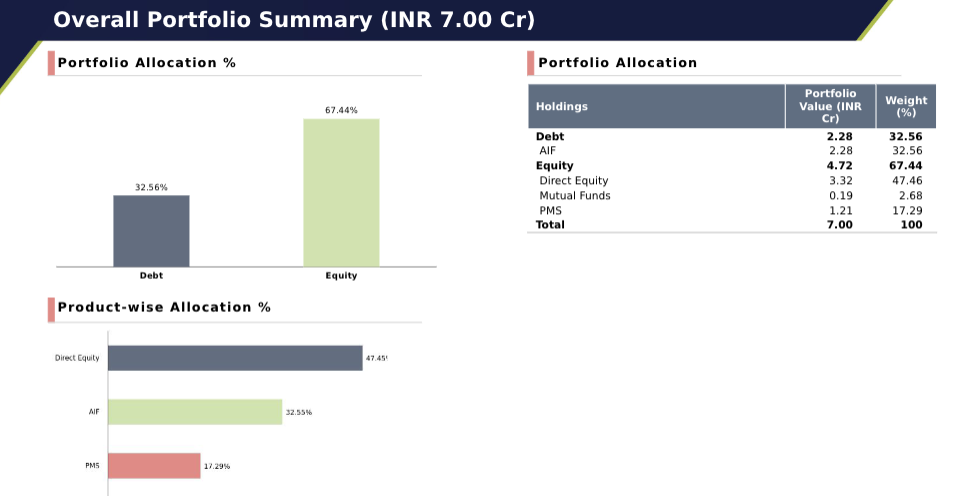 Overall Portfolio Summary (INR 7.00 Cr)
Portfolio Allocation %
67.44%
32.56%
Debt Equity
Product-wise Allocation %
Direct Equity 47.45
AIF 32.55%
PMS 17.29%
Portfolio Allocation
Holdings Portfolio Value (INR Cr) Weight (%)
Debt 2.28 32.56
AIF 2.28 32.56
Equity 4.72 67.44
Direct Equity 3.32 47.46
Mutual Funds 0.19 2.68
PMS 1.21 17.29
Total 7.00 100